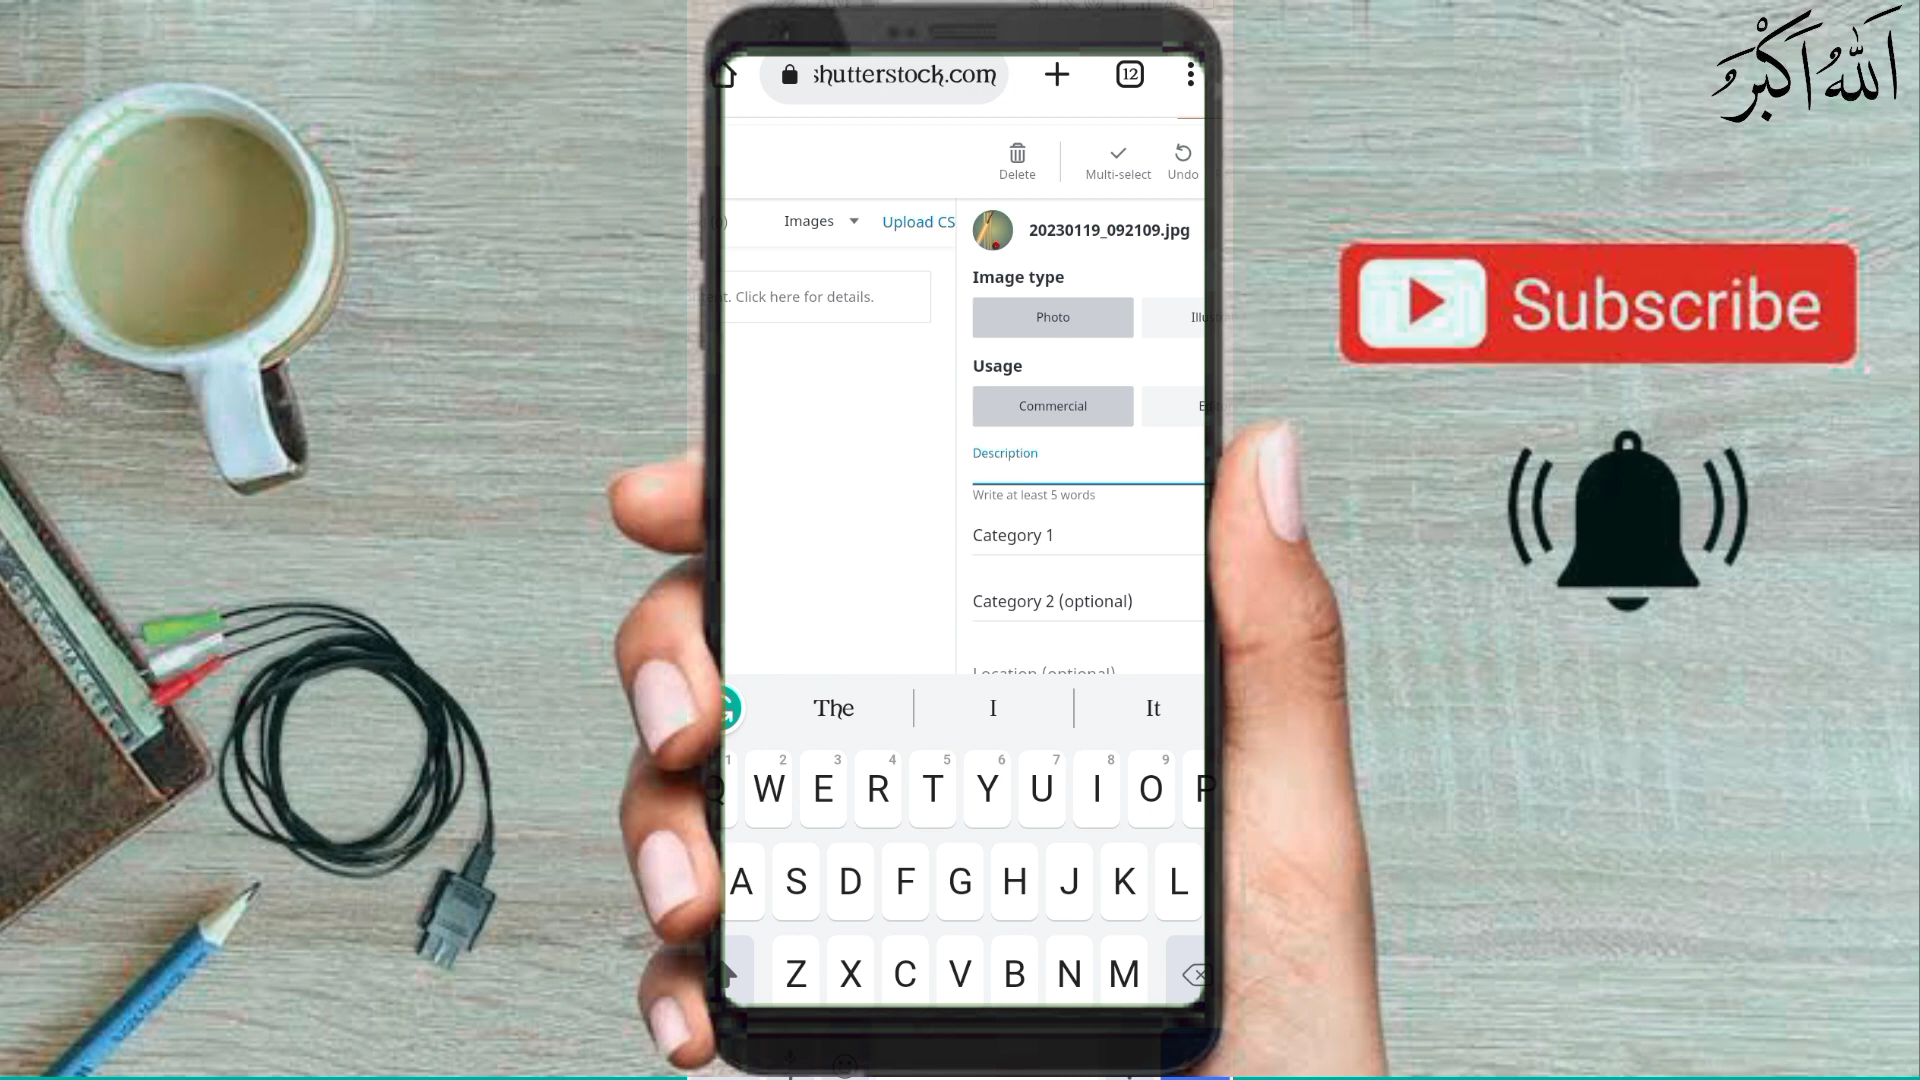 اللهُ اَكْبَرُ
shutterstock.com
12
Delete
Multi-select
Undo
Images
Upload CS
20230119_092109.jpg
Image type
. Click here for details.
Photo
Usage
Commercial
Description
Write at least 5 words
Category 1
Category 2 (optional)
Location (optional)
The
I
It
1 2 3 4 5 6 7 8 9
Q W E R T Y U I O P
A S D F G H J K L
Z X C V B N M
Subscribe